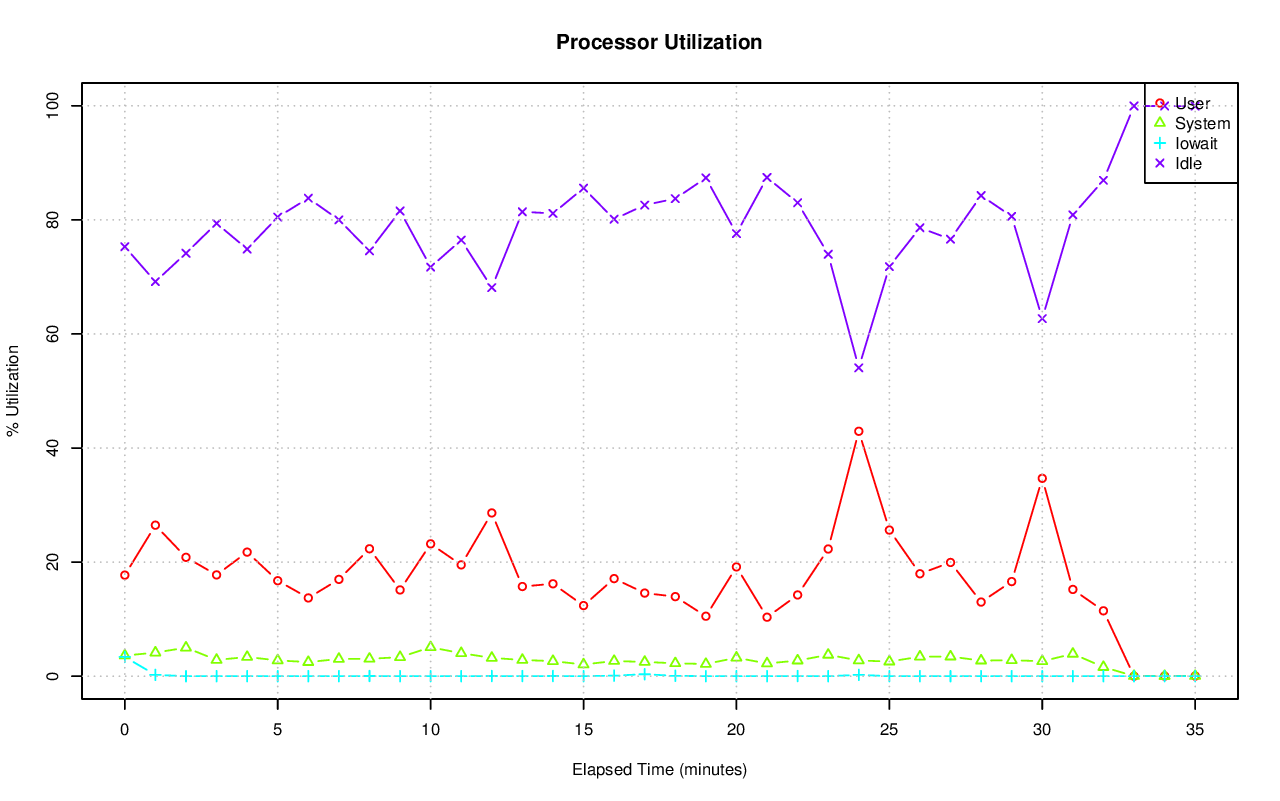 Processor Utilization
% Utilization
100
80
60
40
20
0
User
System
Iowait
Idle
0 5 10 15 20 25 30 35
Elapsed Time (minutes)